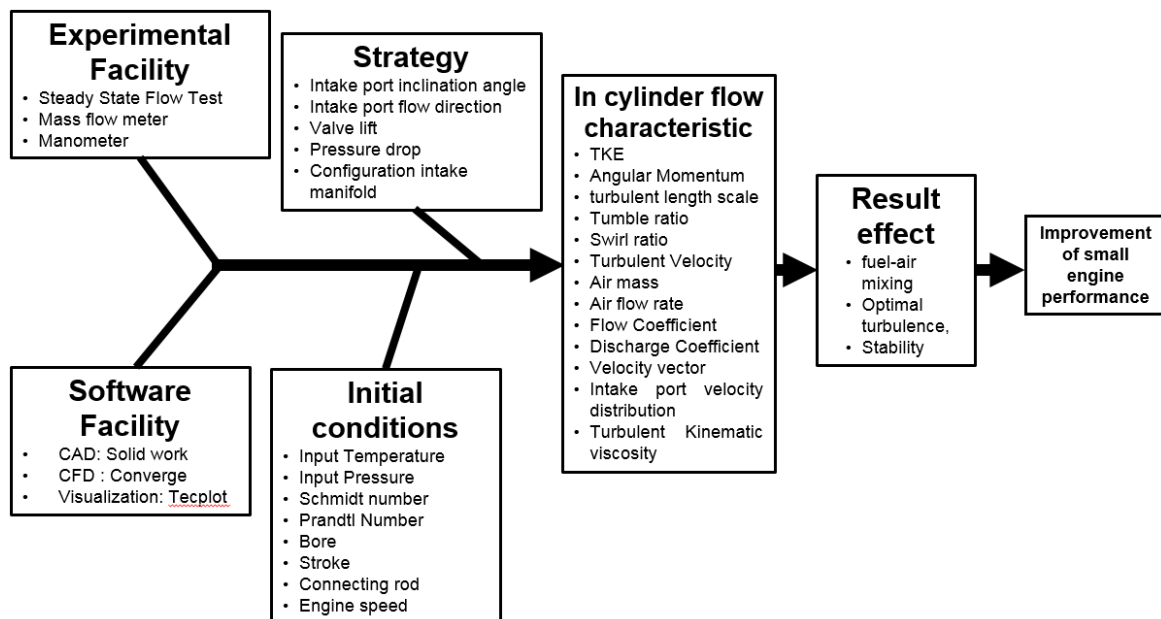 Experimental
Facility
• Steady State Flow Test
• Mass flow meter
• Manometer
Strategy
• Intake port inclination angle
• Intake port flow direction
• Valve lift
• Pressure drop
• Configuration intake
manifold
Software
Facility
• CAD: Solid work
• CFD : Converge
• Visualization: Tecplot
Initial
conditions
• Input Temperature
• Input Pressure
• Schmidt number
• Prandtl Number
• Bore
• Stroke
• Connecting rod
• Engine speed
In cylinder flow
characteristic
• TKE
• Angular Momentum
• turbulent length scale
• Tumble ratio
• Swirl ratio
• Turbulent Velocity
• Air mass
• Air flow rate
• Flow Coefficient
• Discharge Coefficient
• Velocity vector
• Intake port velocity
distribution
• Turbulent Kinematic
viscosity
Result
effect
• fuel-air
mixing
• Optimal
turbulence,
• Stability
Improvement
of small
engine
performance